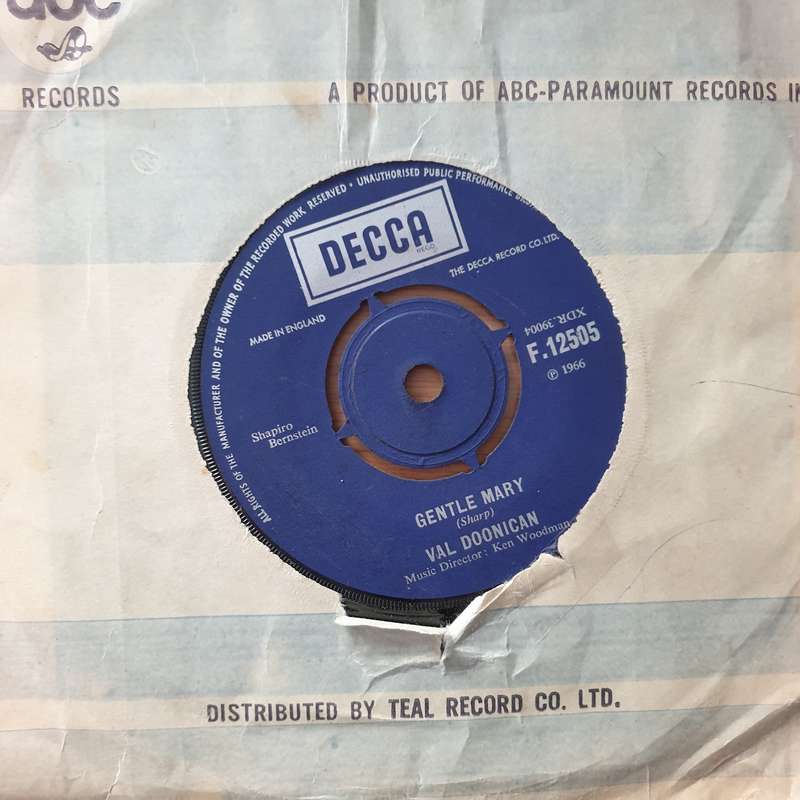 abc
RECORDS
A PRODUCT OF ABC-PARAMOUNT RECORDS IN
ALL RIGHTS OF THE MANUFACTURER AND OF THE OWNER OF THE RECORDED WORK RESERVED • UNAUTHORISED PUBLIC PERFORMANCE
DECCA
REGD
THE DECCA RECORD CO. LTD.
MADE IN ENGLAND
XDR.39004
F.12505
℗ 1966
Shapiro
Bernstein
GENTLE MARY
(Sharp)
VAL DOONICAN
Music Director: Ken Woodman
DISTRIBUTED BY TEAL RECORD CO. LTD.